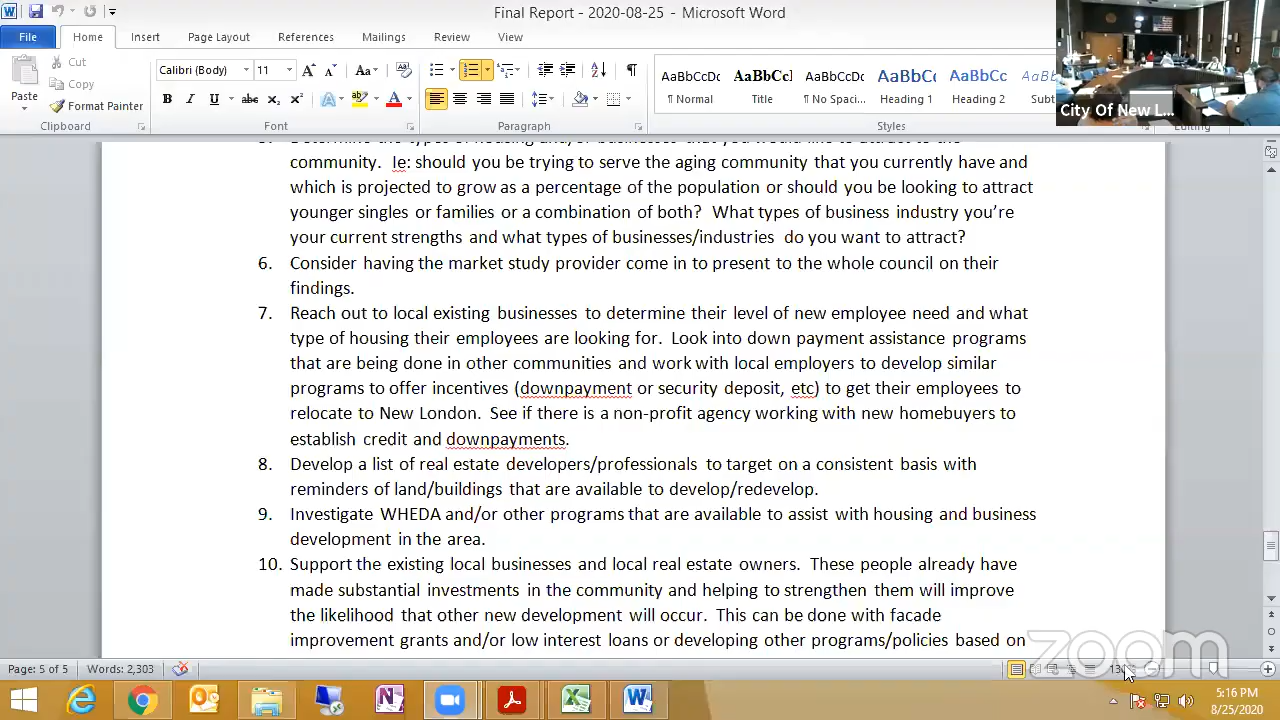 Final Report - 2020-08-25 - Microsoft Word
File Home Insert Page Layout References Mailings Review View
Cut
Copy
Paste
Format Painter
Calibri (Body) 11
Clipboard Font Paragraph Styles Editing
AaBbCcDc AaBbCcl AaBbCcDc AaBbCc AaBbCc AaBbCc
¶ Normal Title ¶ No Spaci... Heading 1 Heading 2 Subt
City Of New L...
community. Ie: should you be trying to serve the aging community that you currently have and
which is projected to grow as a percentage of the population or should you be looking to attract
younger singles or families or a combination of both? What types of business industry you're
your current strengths and what types of businesses/industries do you want to attract?
6. Consider having the market study provider come in to present to the whole council on their
findings.
7. Reach out to local existing businesses to determine their level of new employee need and what
type of housing their employees are looking for. Look into down payment assistance programs
that are being done in other communities and work with local employers to develop similar
programs to offer incentives (downpayment or security deposit, etc) to get their employees to
relocate to New London. See if there is a non-profit agency working with new homebuyers to
establish credit and downpayments.
8. Develop a list of real estate developers/professionals to target on a consistent basis with
reminders of land/buildings that are available to develop/redevelop.
9. Investigate WHEDA and/or other programs that are available to assist with housing and business
development in the area.
10. Support the existing local businesses and local real estate owners. These people already have
made substantial investments in the community and helping to strengthen them will improve
the likelihood that other new development will occur. This can be done with facade
improvement grants and/or low interest loans or developing other programs/policies based on
zoom
Page: 5 of 5 Words: 2,303
5:16 PM
8/25/2020